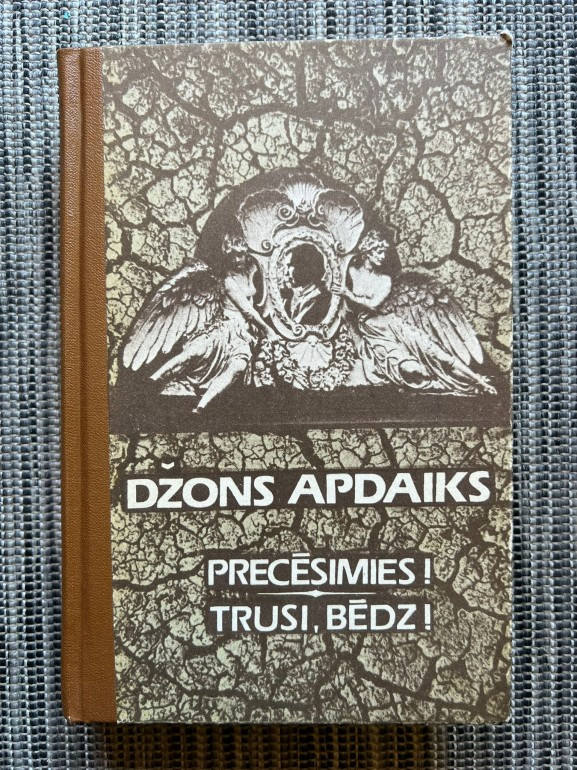 DŽONS APDAIKS
PRECĒSIMIES!
TRUSI, BĒDZ!